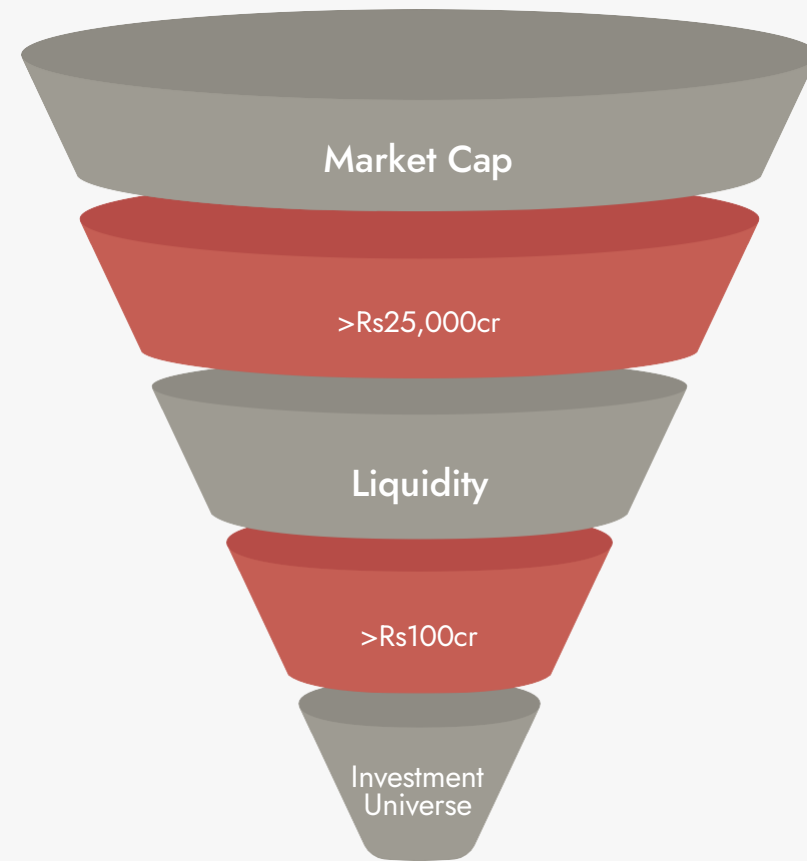 Market Cap
>Rs25,000cr
Liquidity
>Rs100cr
Investment
Universe